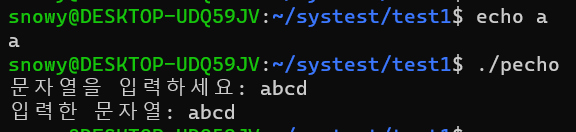 snowy@DESKTOP-UDQ59JV:~/systest/test1$ echo a
a
snowy@DESKTOP-UDQ59JV:~/systest/test1$ ./pecho
문자열을 입력하세요: abcd
입력한 문자열: abcd